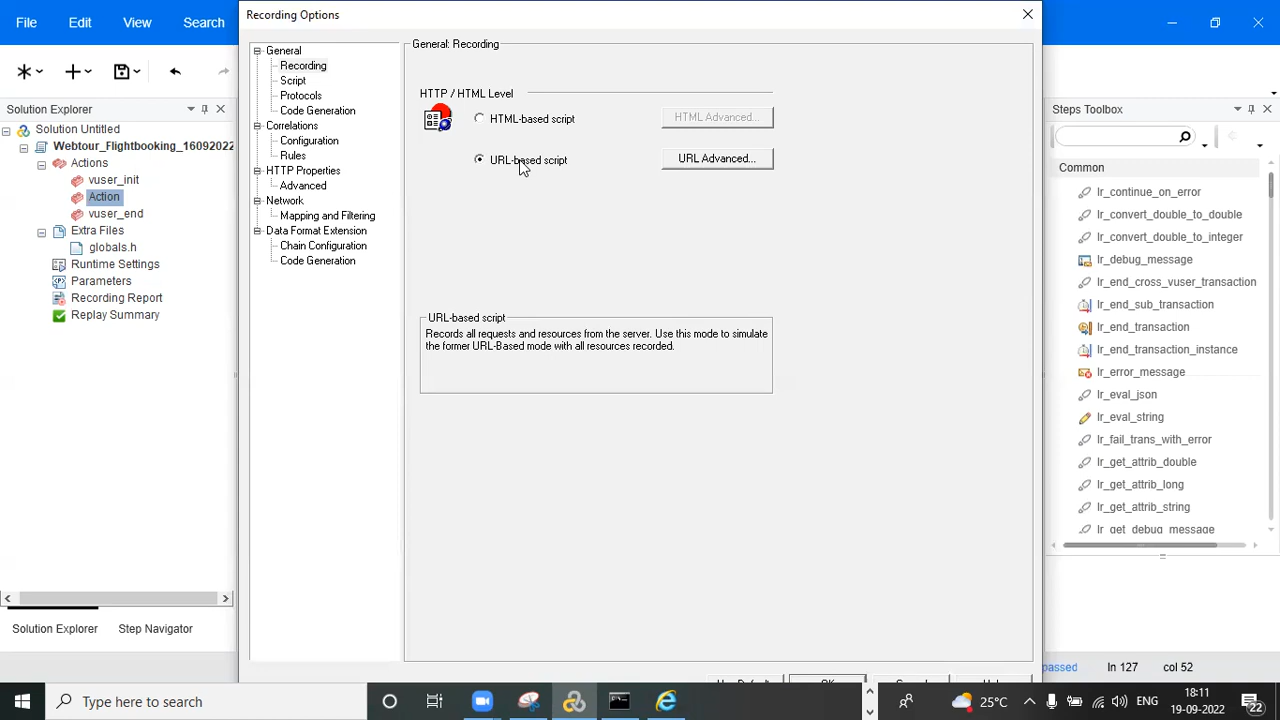 File
Edit
View
Search
Recording Options
Solution Explorer
Solution Untitled
Webtour_Flightbooking_16092022
Actions
vuser_init
Action
vuser_end
Extra Files
globals.h
Runtime Settings
Parameters
Recording Report
Replay Summary
Solution Explorer
Step Navigator
General
Recording
Script
Protocols
Code Generation
Correlations
Configuration
Rules
HTTP Properties
Advanced
Network
Mapping and Filtering
Data Format Extension
Chain Configuration
Code Generation
General: Recording
HTTP / HTML Level
HTML-based script
HTML Advanced...
URL-based script
URL Advanced...
URL-based script
Records all requests and resources from the server. Use this mode to simulate
the former URL-Based mode with all resources recorded.
OK
Steps Toolbox
Common
lr_continue_on_error
lr_convert_double_to_double
lr_convert_double_to_integer
lr_debug_message
lr_end_cross_vuser_transaction
lr_end_sub_transaction
lr_end_transaction
lr_end_transaction_instance
lr_error_message
lr_eval_json
lr_eval_string
lr_fail_trans_with_error
lr_get_attrib_double
lr_get_attrib_long
lr_get_attrib_string
lr_get_debug_message
passed
ln 127
col 52
Type here to search
25°C
ENG
18:11
19-09-2022
22